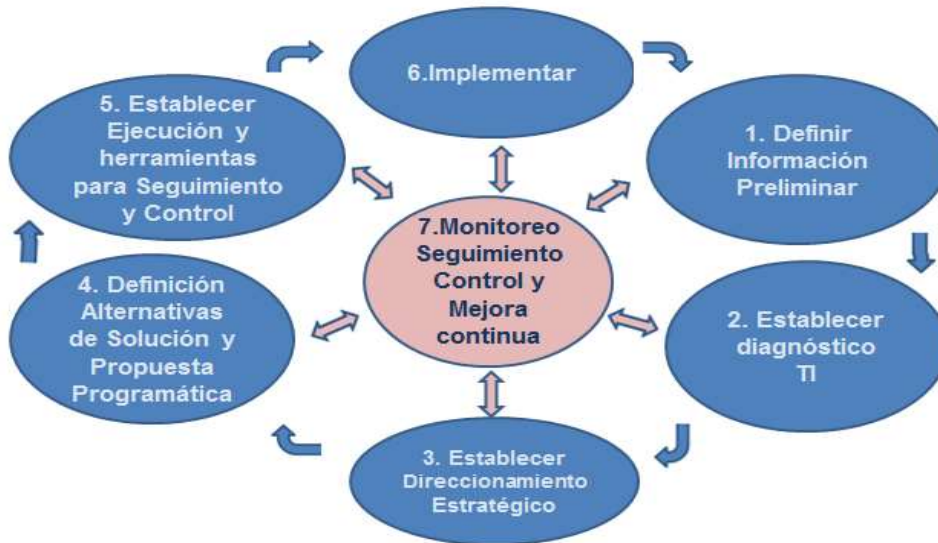 6.Implementar
5. Establecer
Ejecución y
herramientas
para Seguimiento
y Control
1. Definir
Información
Preliminar
7.Monitoreo
Seguimiento
Control y
Mejora
continua
4. Definición
Alternativas
de Solución y
Propuesta
Programática
2. Establecer
diagnóstico
TI
3. Establecer
Direccionamiento
Estratégico